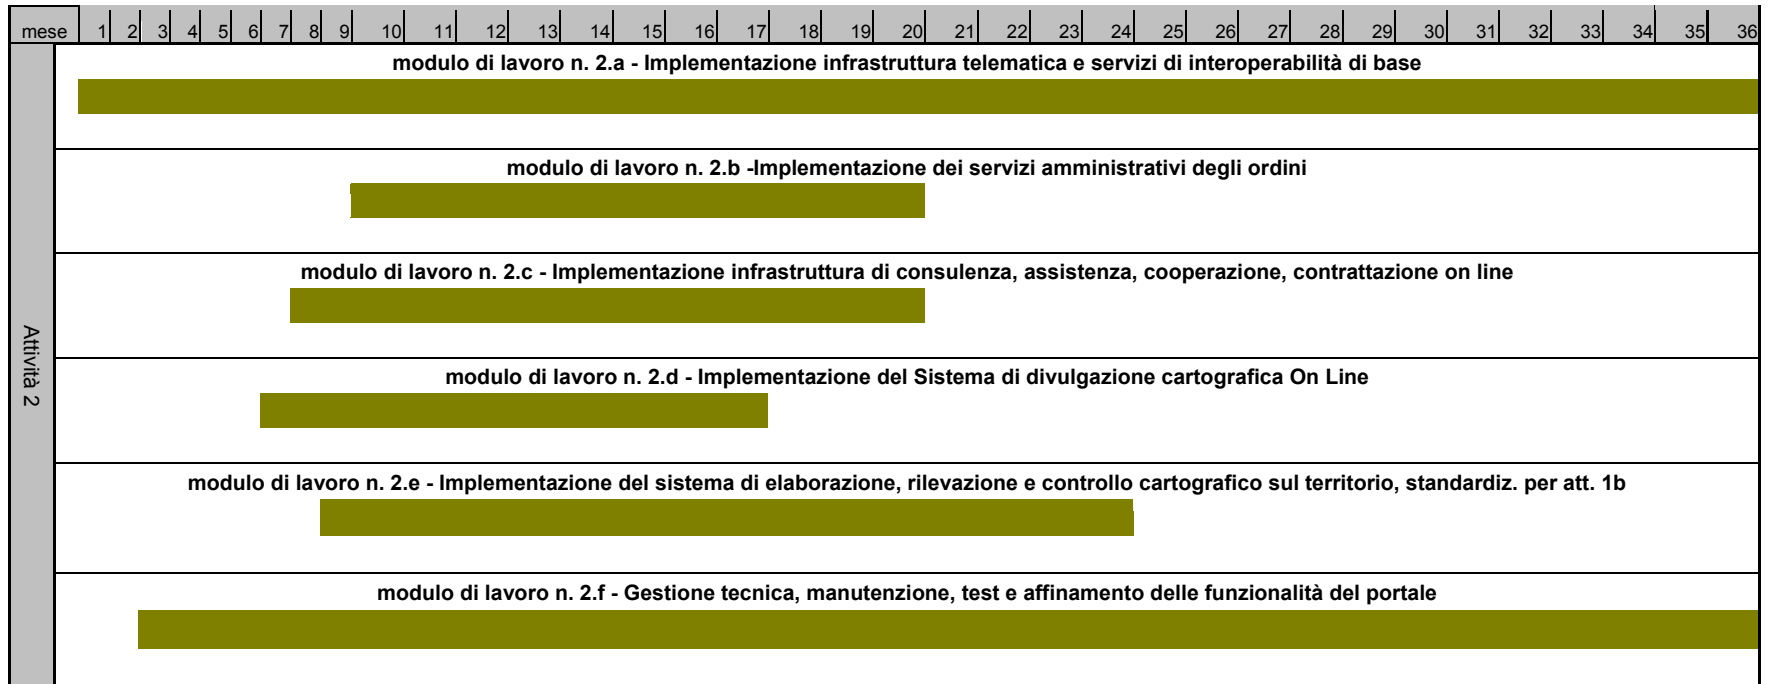 mese 1 2 3 4 5 6 7 8 9 10 11 12 13 14 15 16 17 18 19 20 21 22 23 24 25 26 27 28 29 30 31 32 33 34 35 36
Attività 2
modulo di lavoro n. 2.a - Implementazione infrastruttura telematica e servizi di interoperabilità di base
modulo di lavoro n. 2.b -Implementazione dei servizi amministrativi degli ordini
modulo di lavoro n. 2.c - Implementazione infrastruttura di consulenza, assistenza, cooperazione, contrattazione on line
modulo di lavoro n. 2.d - Implementazione del Sistema di divulgazione cartografica On Line
modulo di lavoro n. 2.e - Implementazione del sistema di elaborazione, rilevazione e controllo cartografico sul territorio, standardiz. per att. 1b
modulo di lavoro n. 2.f - Gestione tecnica, manutenzione, test e affinamento delle funzionalità del portale